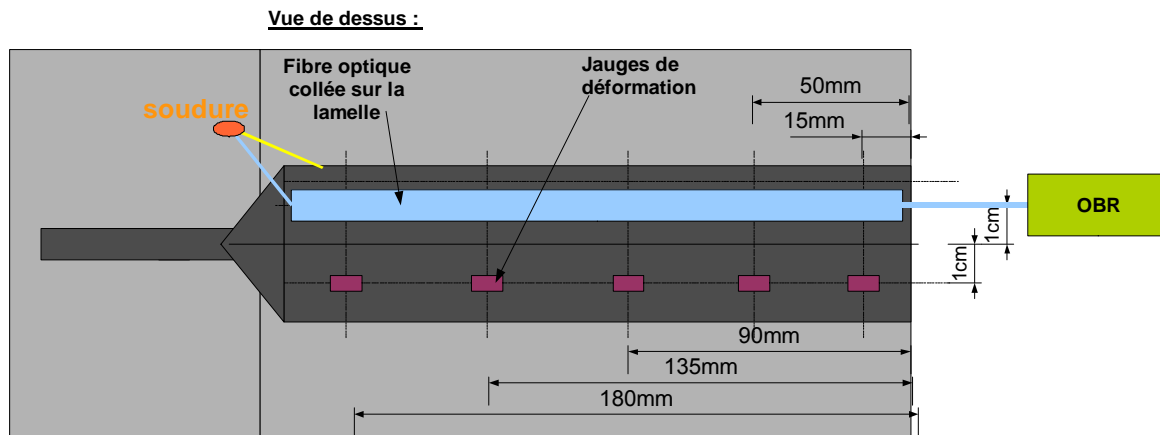 Vue de dessus :
Fibre optique
collée sur la
lamelle
Jauges de
déformation
50mm
15mm
soudure
OBR
1cm
1cm
90mm
135mm
180mm